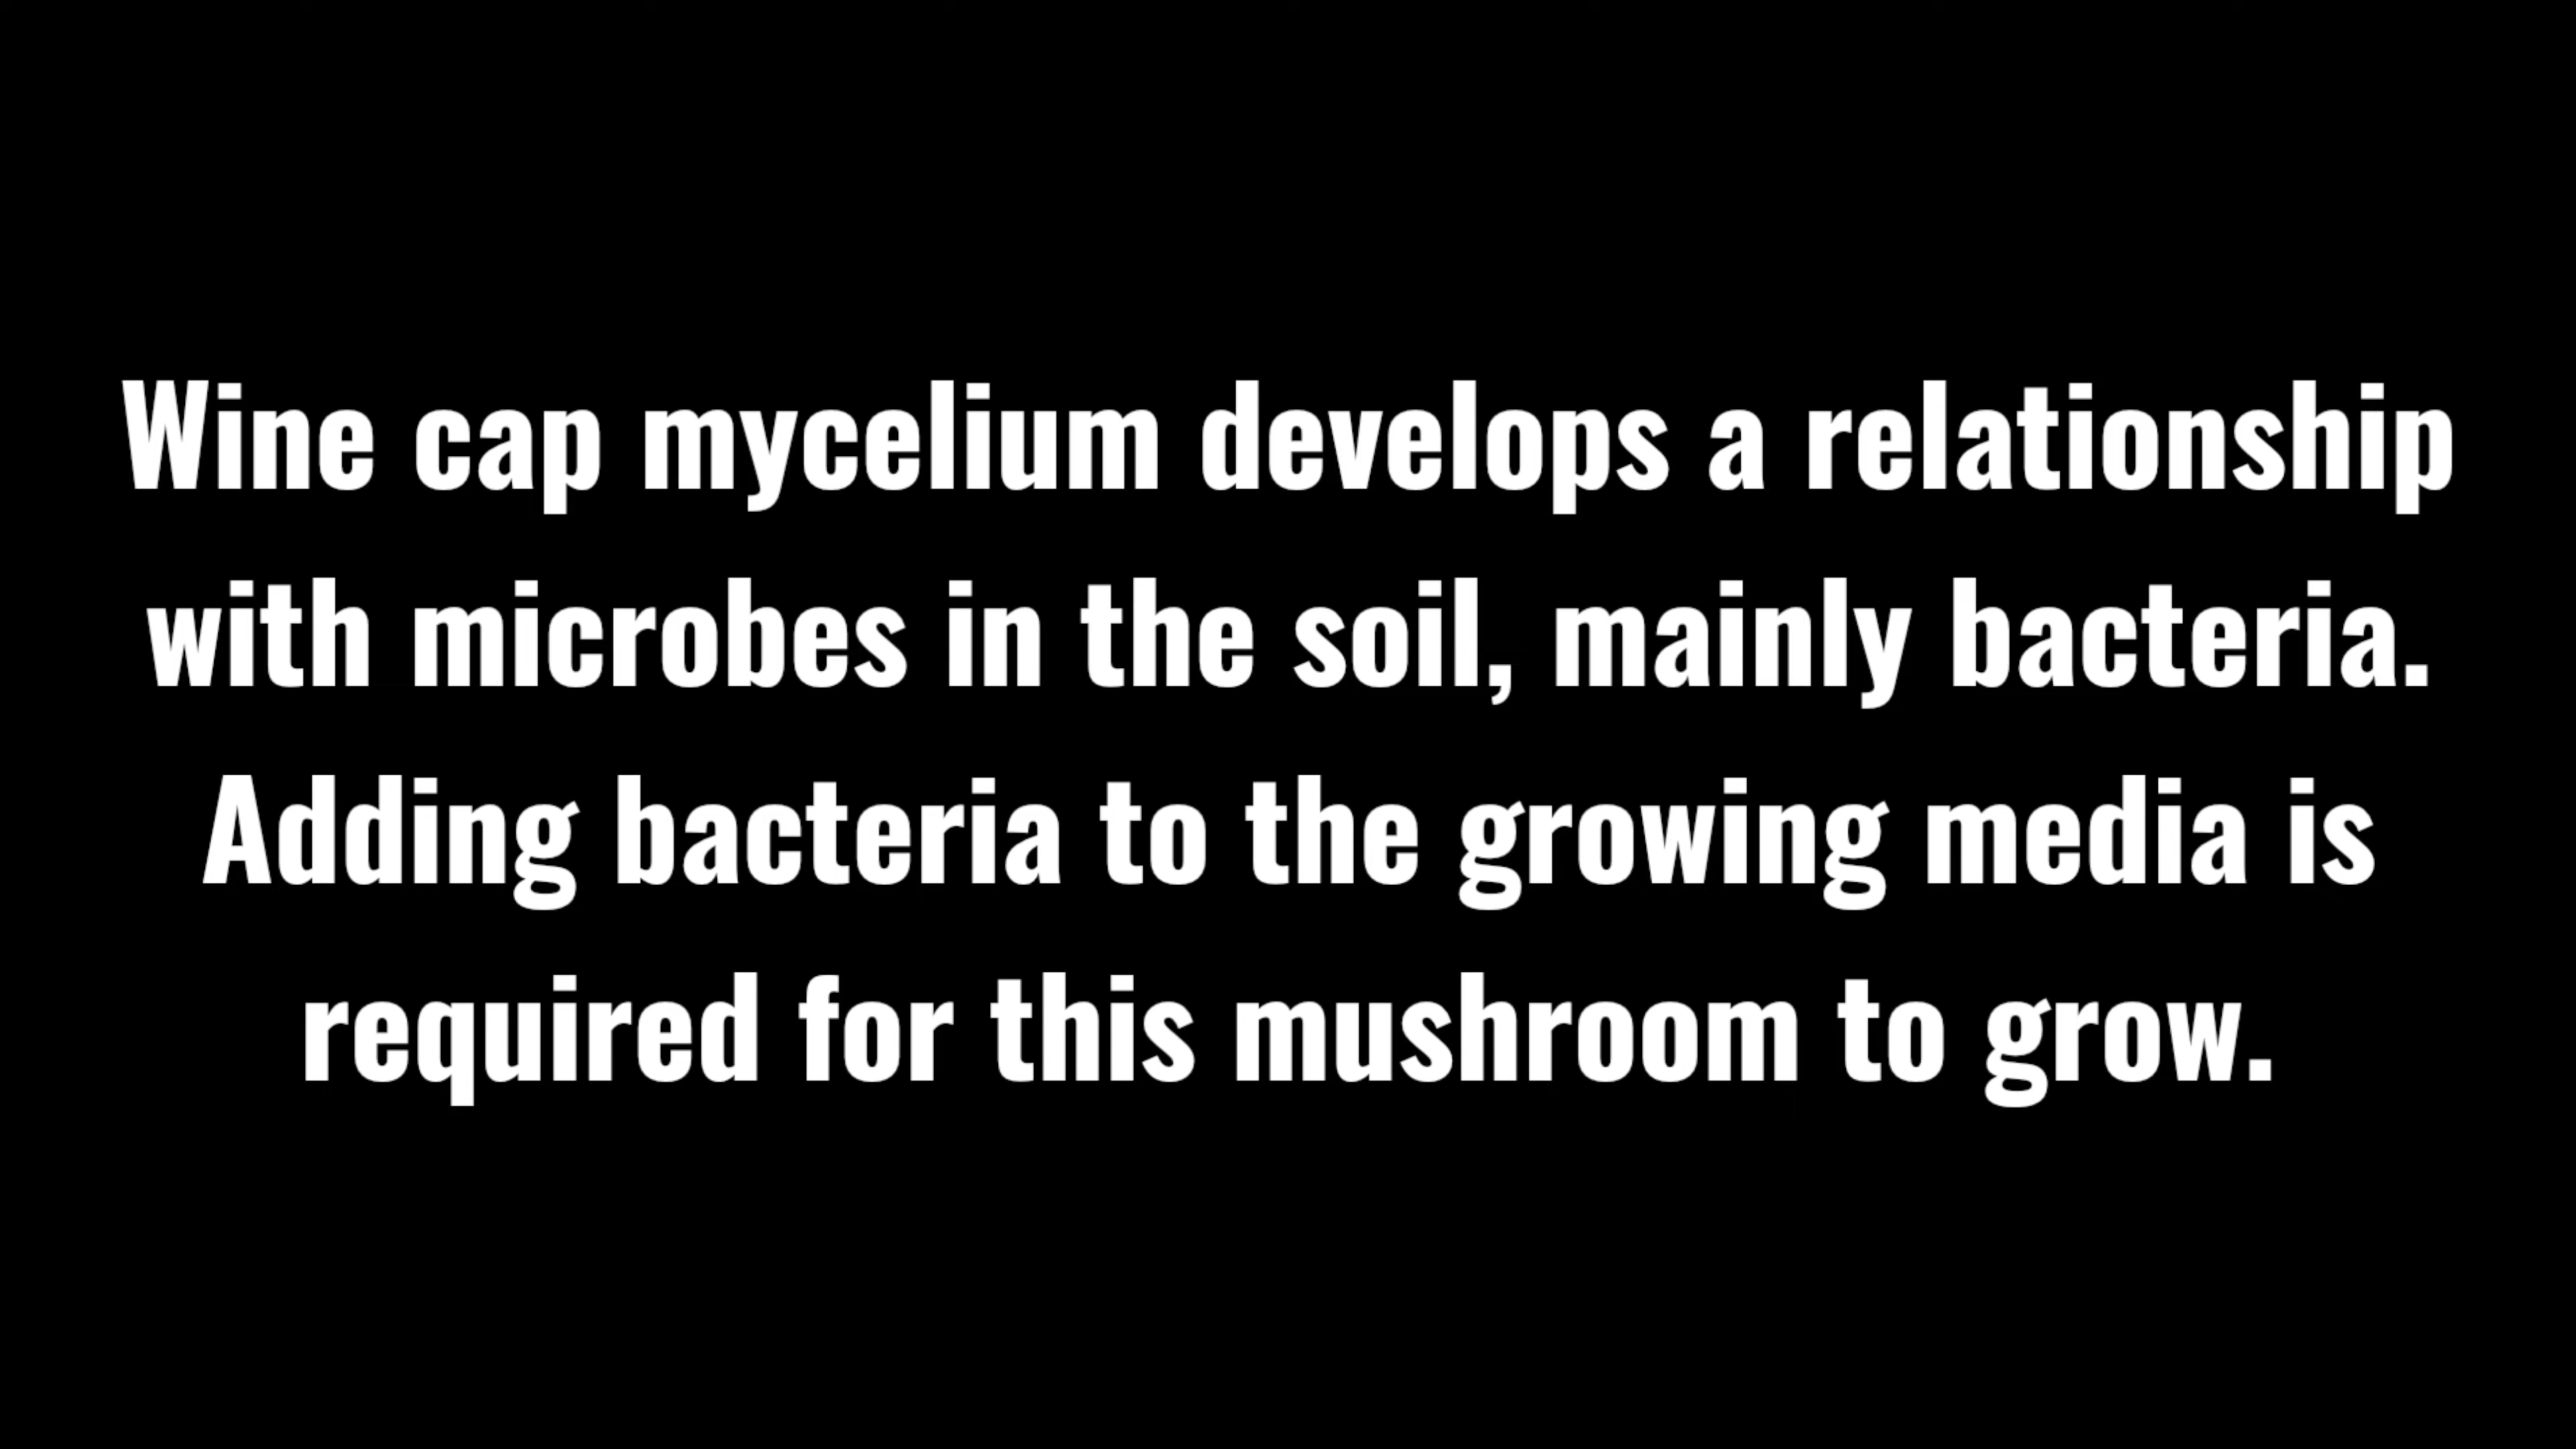 Wine cap mycelium develops a relationship
with microbes in the soil, mainly bacteria.
Adding bacteria to the growing media is
required for this mushroom to grow.